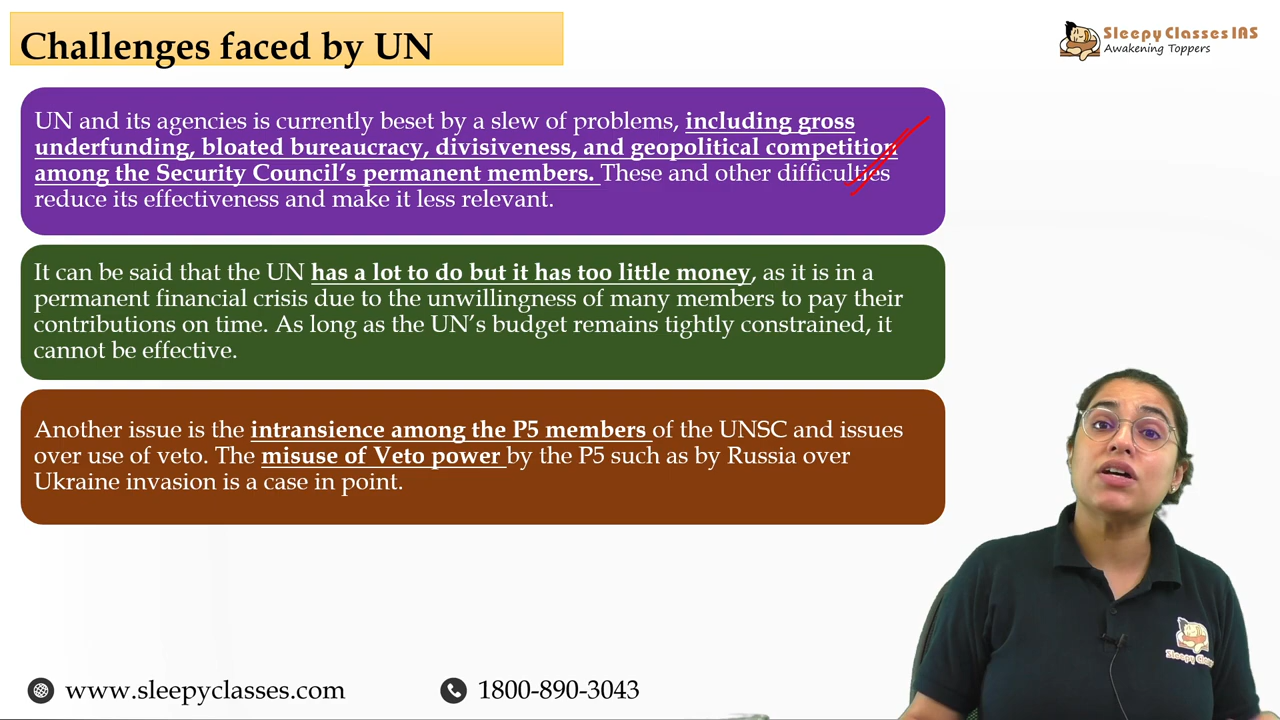 Challenges faced by UN
Sleepy Classes IAS
Awakening Toppers
UN and its agencies is currently beset by a slew of problems, including gross
underfunding, bloated bureaucracy, divisiveness, and geopolitical competition
among the Security Council's permanent members. These and other difficulties
reduce its effectiveness and make it less relevant.
It can be said that the UN has a lot to do but it has too little money, as it is in a
permanent financial crisis due to the unwillingness of many members to pay their
contributions on time. As long as the UN's budget remains tightly constrained, it
cannot be effective.
Another issue is the intransience among the P5 members of the UNSC and issues
over use of veto. The misuse of Veto power by the P5 such as by Russia over
Ukraine invasion is a case in point.
Sleepy Classes
www.sleepyclasses.com
1800-890-3043